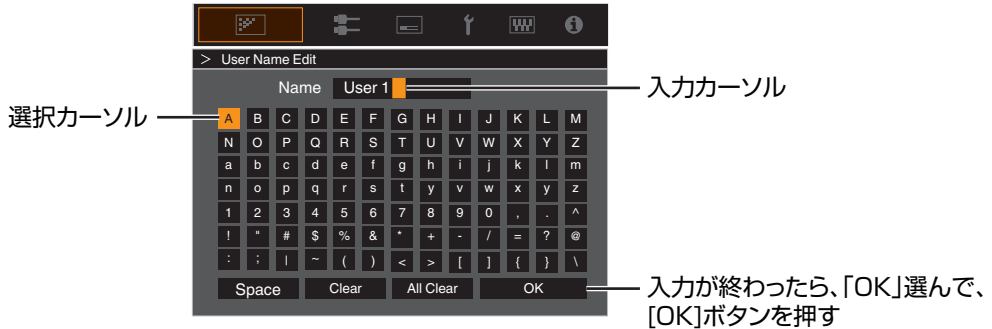 > User Name Edit
Name User 1
入力カーソル
選択カーソル
A B C D E F G H I J K L M
N O P Q R S T U V W X Y Z
a b c d e f g h i j k l m
n o p q r s t y v w x y z
1 2 3 4 5 6 7 8 9 0 , . ^
! " # $ % & * + - / = ? @
: ; | ~ ( ) < > [ ] { } \
Space Clear All Clear OK
入力が終わったら、「OK」選んで、
[OK]ボタンを押す